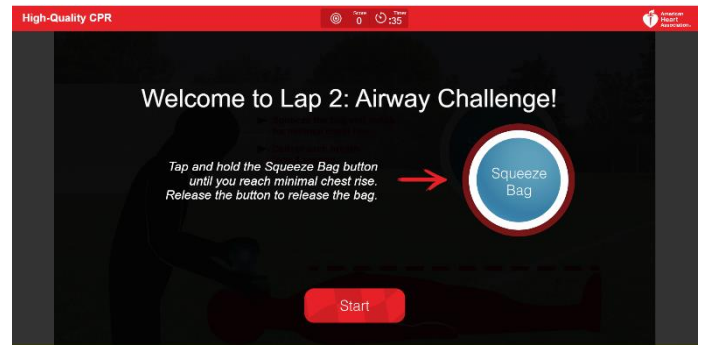 High-Quality CPR
Score
0
Timer
:35
American
Heart
Association®
Welcome to Lap 2: Airway Challenge!
Tap and hold the Squeeze Bag button
until you reach minimal chest rise.
Release the button to release the bag.
Squeeze
Bag
Start